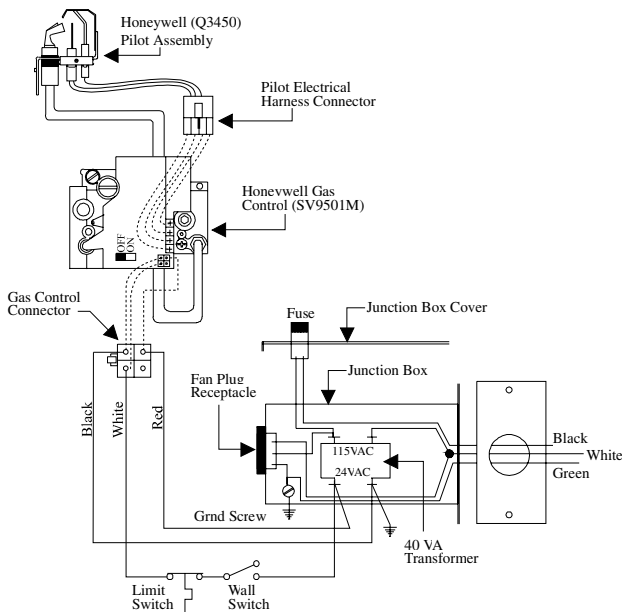 Honeywell (Q3450)
Pilot Assembly
Pilot Electrical
Harness Connector
Honeywell Gas
Control (SV9501M)
OFF
ON
Gas Control
Connector
Fuse
Junction Box Cover
Junction Box
Fan Plug
Receptacle
Black
White
Red
115VAC
24VAC
Black
White
Green
Grnd Screw
40 VA
Transformer
Limit
Switch
Wall
Switch